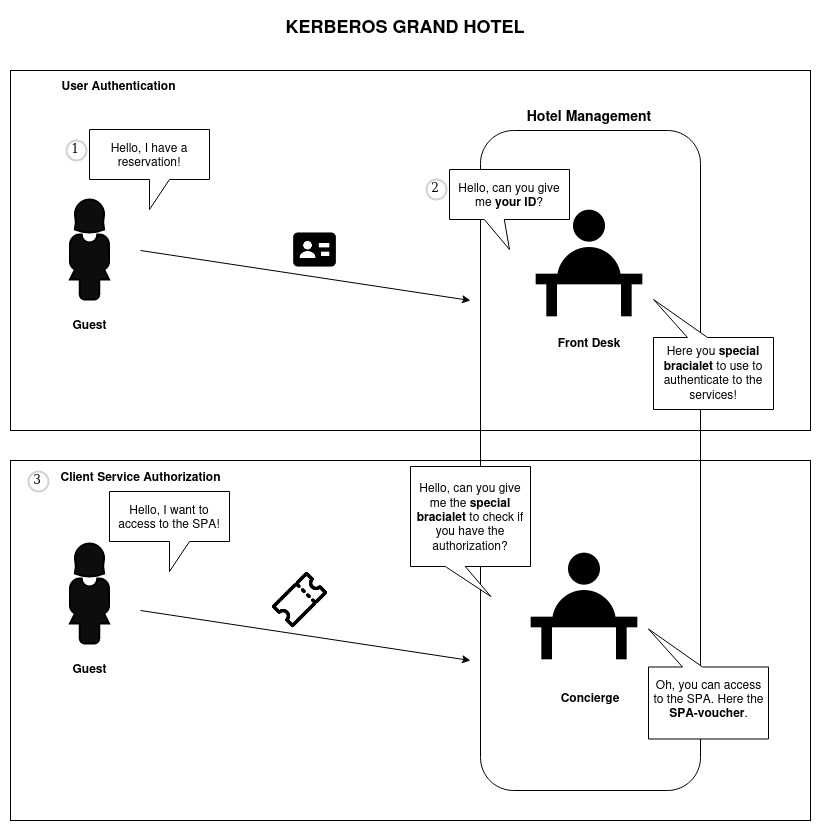 KERBEROS GRAND HOTEL
User Authentication
Hotel Management
1
Hello, I have a
reservation!
2
Hello, can you give
me your ID?
Guest
Front Desk
Here you special
bracialet to use to
authenticate to the
services!
3
Client Service Authorization
Hello, I want to
access to the SPA!
Hello, can you give
me the special
bracialet to check if
you have the
authorization?
Guest
Concierge
Oh, you can access
to the SPA. Here the
SPA-voucher.